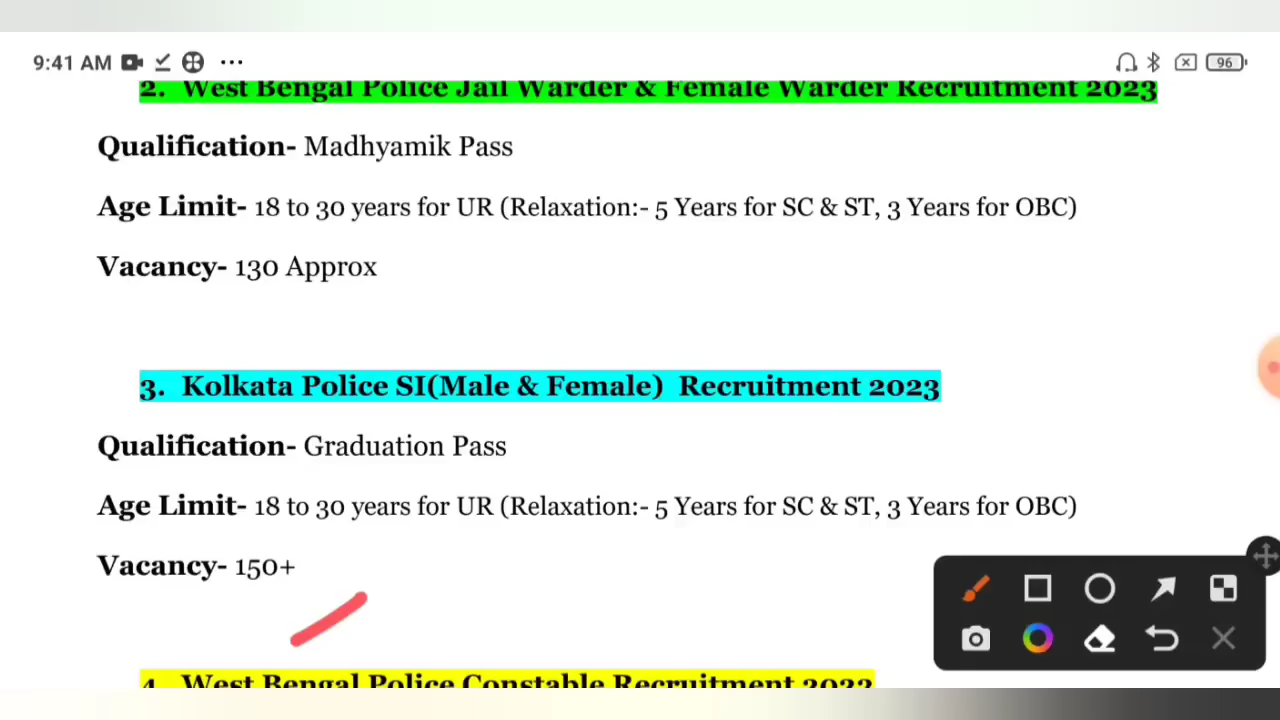 9:41 AM ... 96
2. West Bengal Police Jail Warder & Female Warder Recruitment 2023
Qualification- Madhyamik Pass
Age Limit- 18 to 30 years for UR (Relaxation:- 5 Years for SC & ST, 3 Years for OBC)
Vacancy- 130 Approx
3. Kolkata Police SI(Male & Female) Recruitment 2023
Qualification- Graduation Pass
Age Limit- 18 to 30 years for UR (Relaxation:- 5 Years for SC & ST, 3 Years for OBC)
Vacancy- 150+
4. West Bengal Police Constable Recruitment 2023